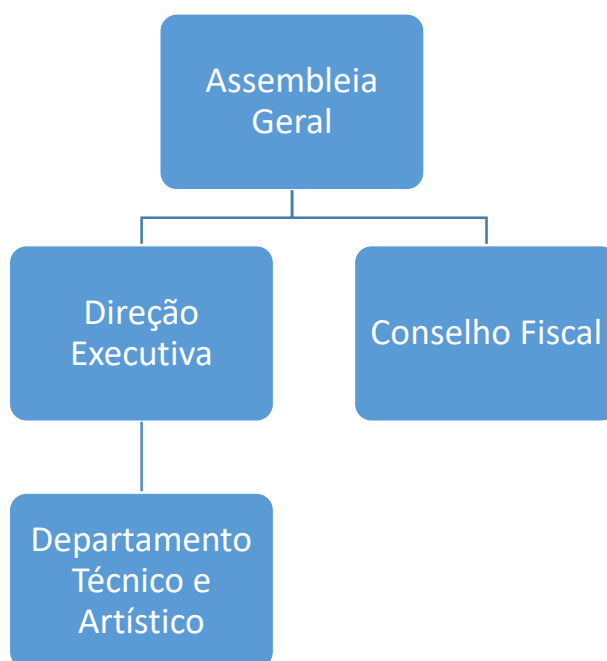 Assembleia
Geral
Direção
Executiva
Conselho Fiscal
Departamento
Técnico e
Artístico